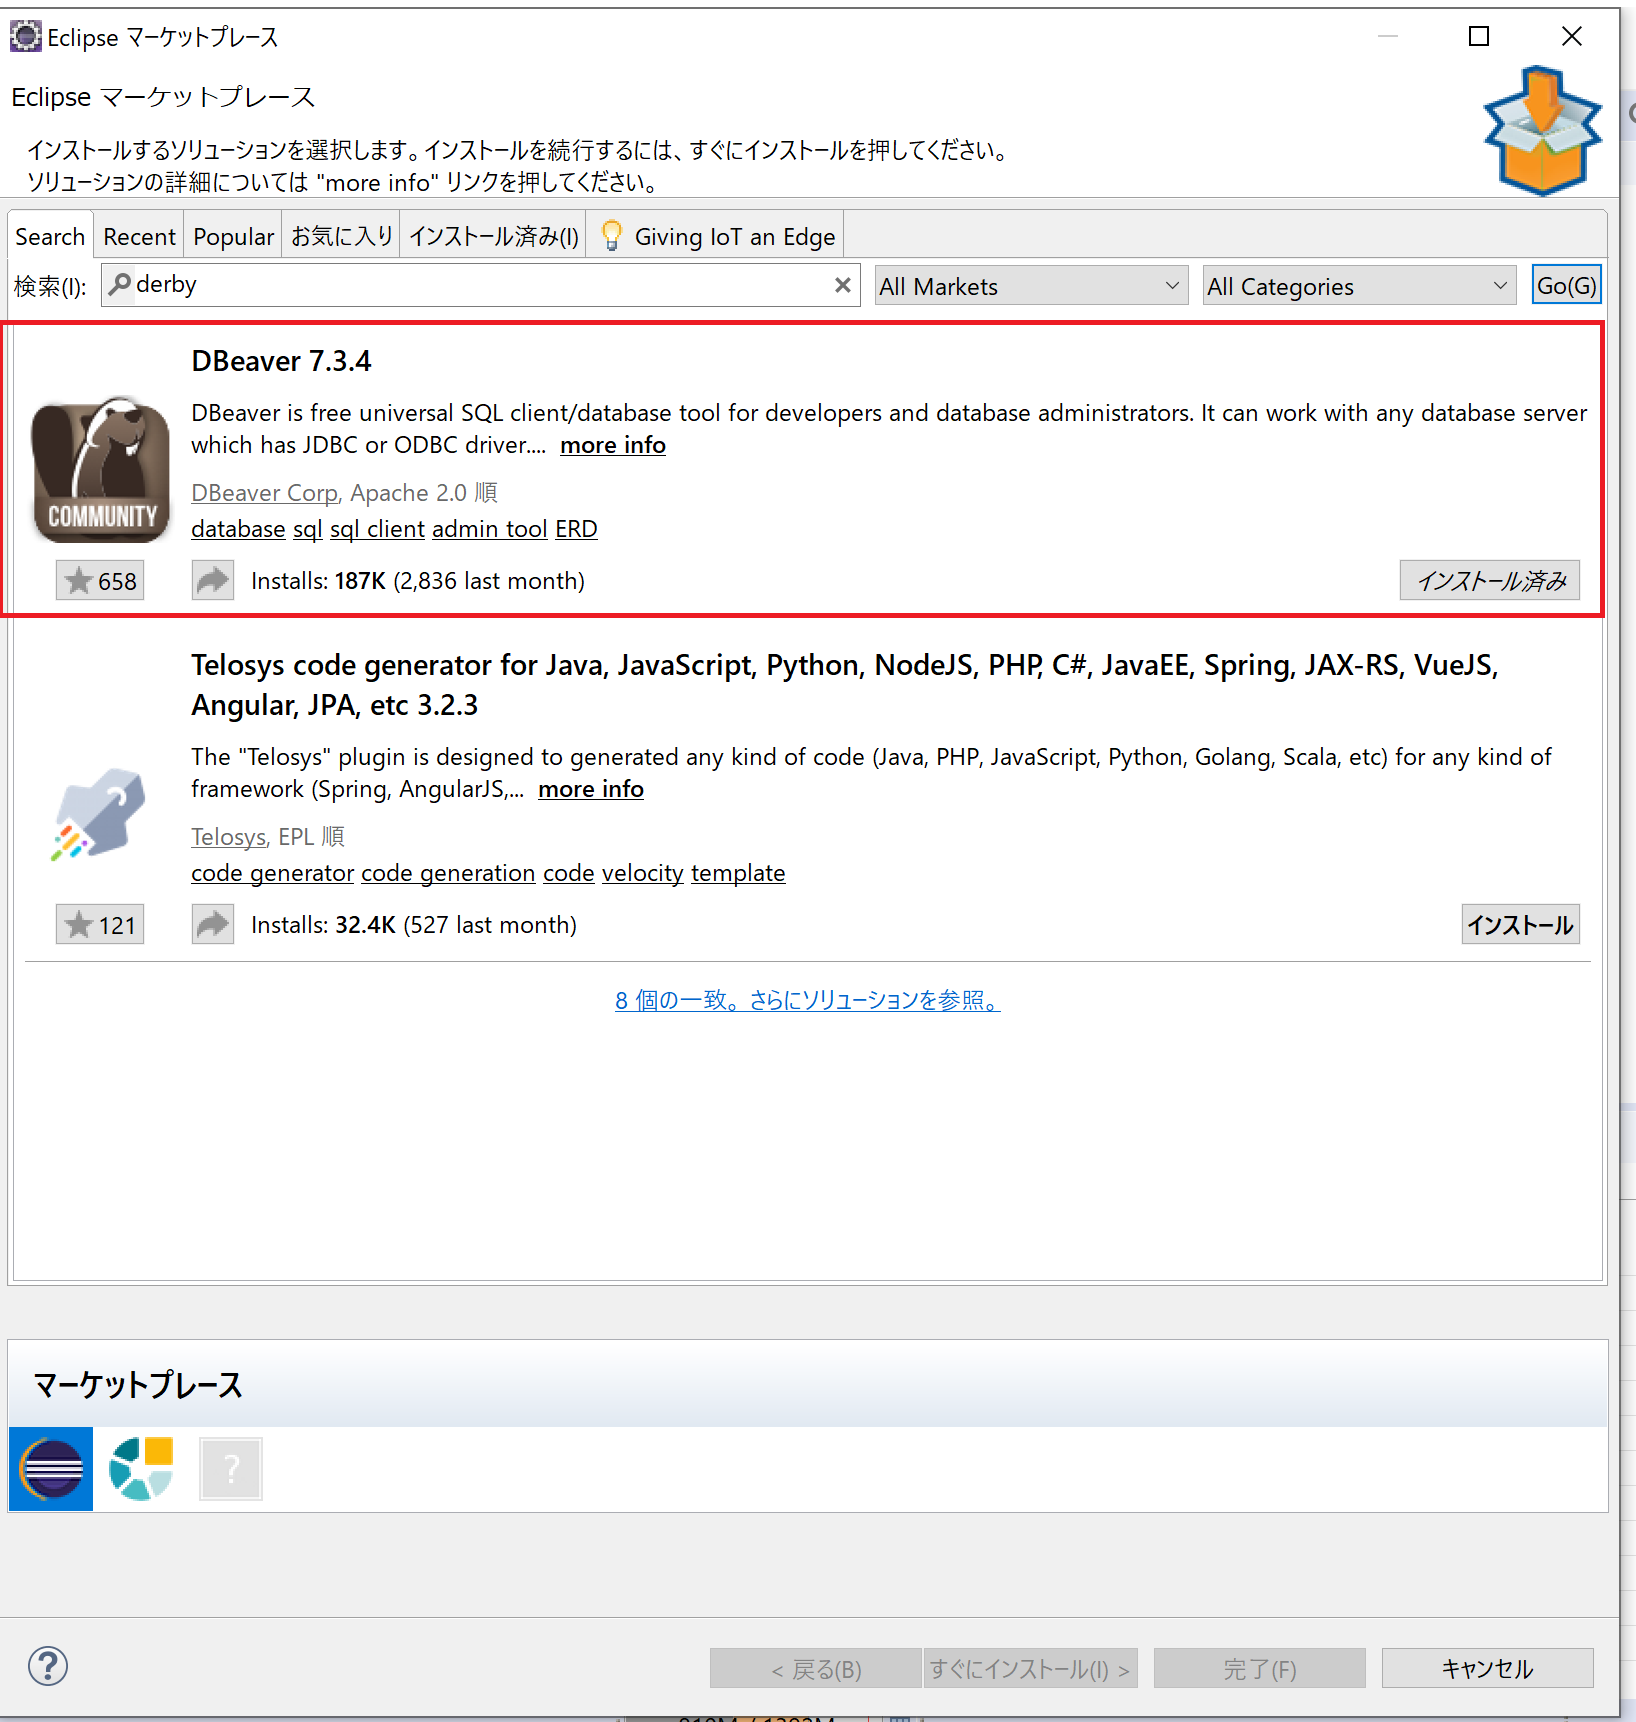 Eclipse マーケットプレース
Eclipse マーケットプレース
インストールするソリューションを選択します。インストールを続行するには、すぐにインストールを押してください。
ソリューションの詳細については "more info" リンクを押してください。
Search Recent Popular お気に入り インストール済み(I) Giving IoT an Edge
検索(I): derby All Markets All Categories Go(G)
DBeaver 7.3.4
DBeaver is free universal SQL client/database tool for developers and database administrators. It can work with any database server
which has JDBC or ODBC driver.... more info
DBeaver Corp, Apache 2.0 順
database sql sql client admin tool ERD
COMMUNITY
658 Installs: 187K (2,836 last month) インストール済み
Telosys code generator for Java, JavaScript, Python, NodeJS, PHP, C#, JavaEE, Spring, JAX-RS, VueJS,
Angular, JPA, etc 3.2.3
The "Telosys" plugin is designed to generated any kind of code (Java, PHP, JavaScript, Python, Golang, Scala, etc) for any kind of
framework (Spring, AngularJS,... more info
Telosys, EPL 順
code generator code generation code velocity template
121 Installs: 32.4K (527 last month) インストール
8 個の一致。さらにソリューションを参照。
マーケットプレース
?
? < 戻る(B) すぐにインストール(I) > 完了(F) キャンセル